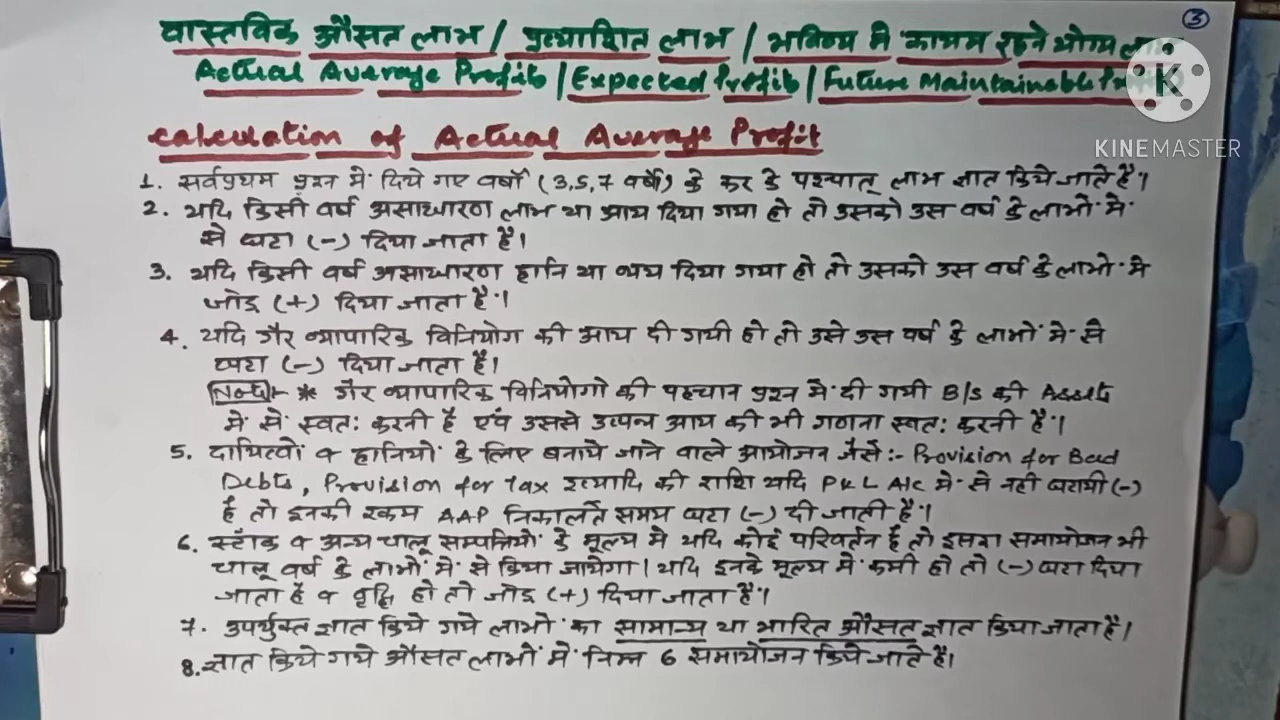 ③
वास्तविक औसत लाभ / प्रत्याशित लाभ / भविष्य मे कायम रहने योग्य
Actual Average Profit / Expected Profit / Future Maintainable
K
KINEMASTER
Calculation of Actual Average Profit
1. सर्वप्रथम प्रश्न में दिये गए वर्षों (3,5,7 वर्षो) के कर के पश्चात् लाभ ज्ञात किये जाते है।
2. यदि किसी वर्ष असाधारण लाभ या आय दिया गया हो तो उसको उस वर्ष के लाभो मे
से घटा (-) दिया जाता है।
3. यदि किसी वर्ष असाधारण हानि या व्यय दिया गया हो तो उसको उस वर्ष के लाभो मे
जोड़ (+) दिया जाता है।
4. यदि गैर व्यापारिक विनियोग की आय दी गयी हो तो उसे उस वर्ष के लाभों मे से
घटा (-) दिया जाता है।
Note:- * गैर व्यापारिक विनियोगो की पहचान प्रश्न मे दी गयी B/S की Assets
में से स्वतः करनी है एवं उससे उत्पन्न आय की भी गणना स्वतः करनी है।
5. दायित्वो व हानियों के लिए बनाये जाने वाले आयोजन जैसे:- Provision for Bad
Debts, Provision for Tax इत्यादि की राशि यदि P&L A/c मे से नही घटायी (-)
है तो इनकी रकम AAP निकालते समय घटा (-) दी जाती है।
6. स्टॉक व अन्य चालू सम्पत्तियो के मूल्य मे यदि कोई परिवर्तन है तो इसका समायोजन भी
चालू वर्ष के लाभों मे से किया जायेगा। यदि इनके मूल्य मे कमी हो तो (-) घटा दिया
जाता है व वृद्धि हो तो जोड़ (+) दिया जाता है।
7. उपर्युक्त ज्ञात किये गये लाभो का सामान्य या भारित औसत ज्ञात किया जाता है।
8. ज्ञात किये गये औसत लाभों मे निम्न 6 समायोजन किये जाते है।